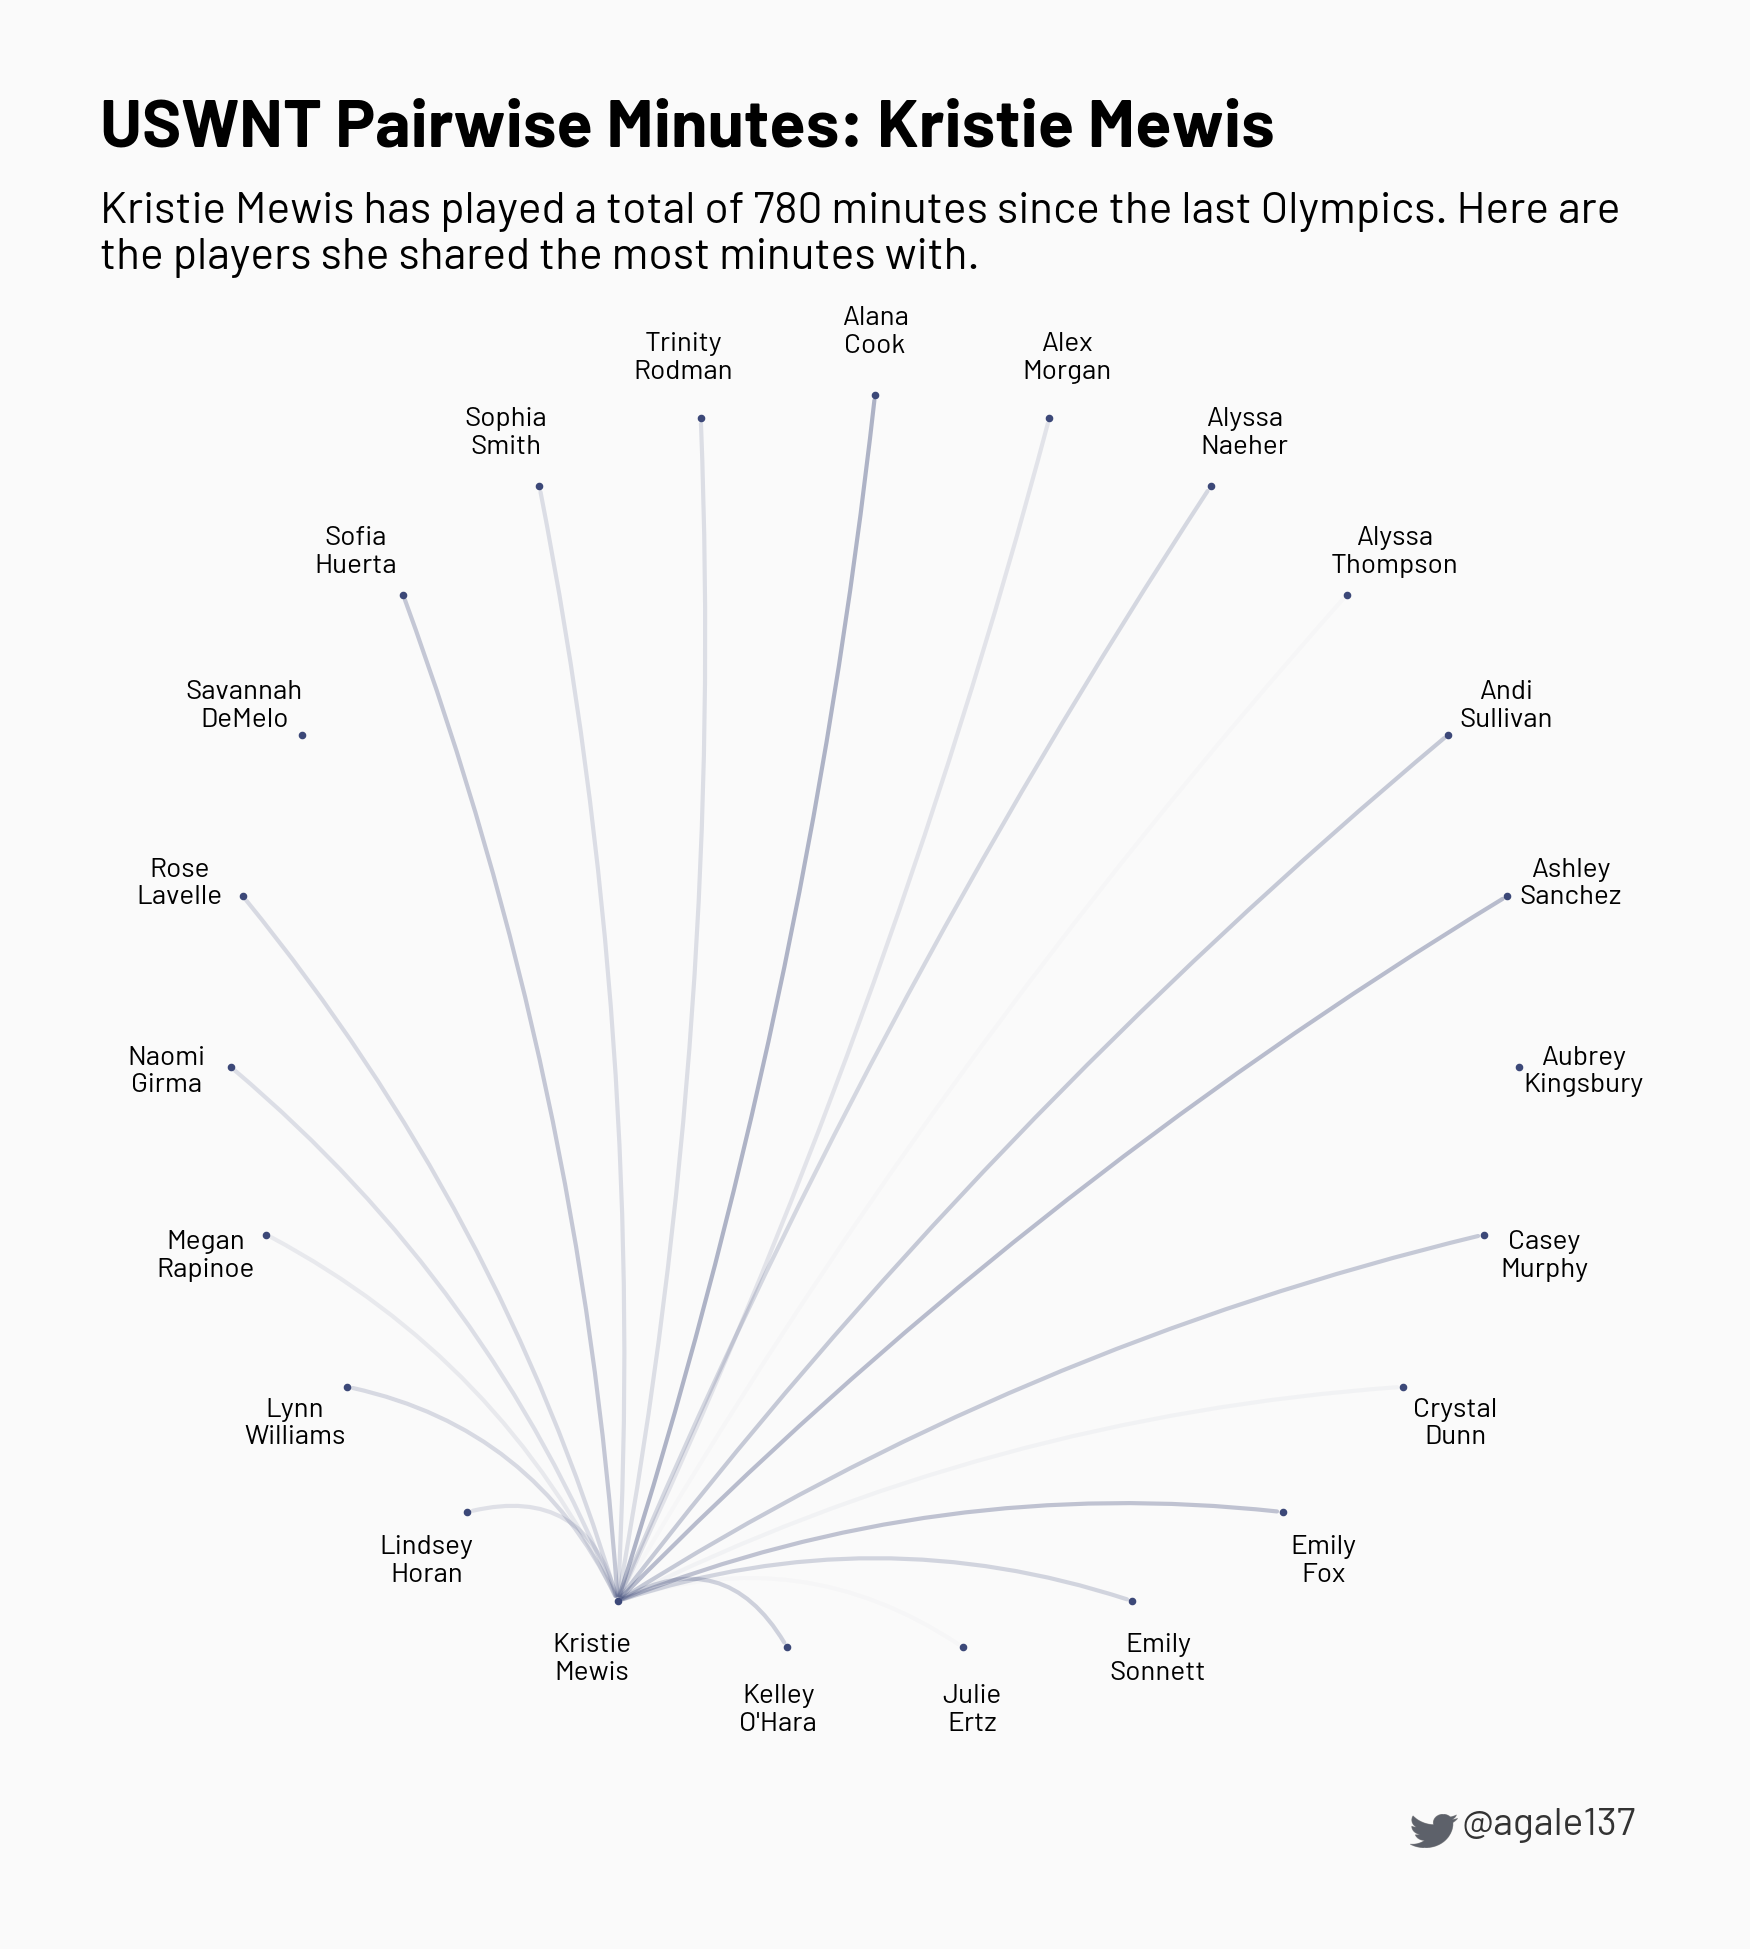 USWNT Pairwise Minutes: Kristie Mewis
Kristie Mewis has played a total of 780 minutes since the last Olympics. Here are
the players she shared the most minutes with.
Alana
Cook
Trinity
Rodman
Alex
Morgan
Sophia
Smith
Alyssa
Naeher
Sofia
Huerta
Alyssa
Thompson
Savannah
DeMelo
Andi
Sullivan
Rose
Lavelle
Ashley
Sanchez
Naomi
Girma
Aubrey
Kingsbury
Megan
Rapinoe
Casey
Murphy
Lynn
Williams
Crystal
Dunn
Lindsey
Horan
Emily
Fox
Kristie
Mewis
Emily
Sonnett
Kelley
O'Hara
Julie
Ertz
@agale137